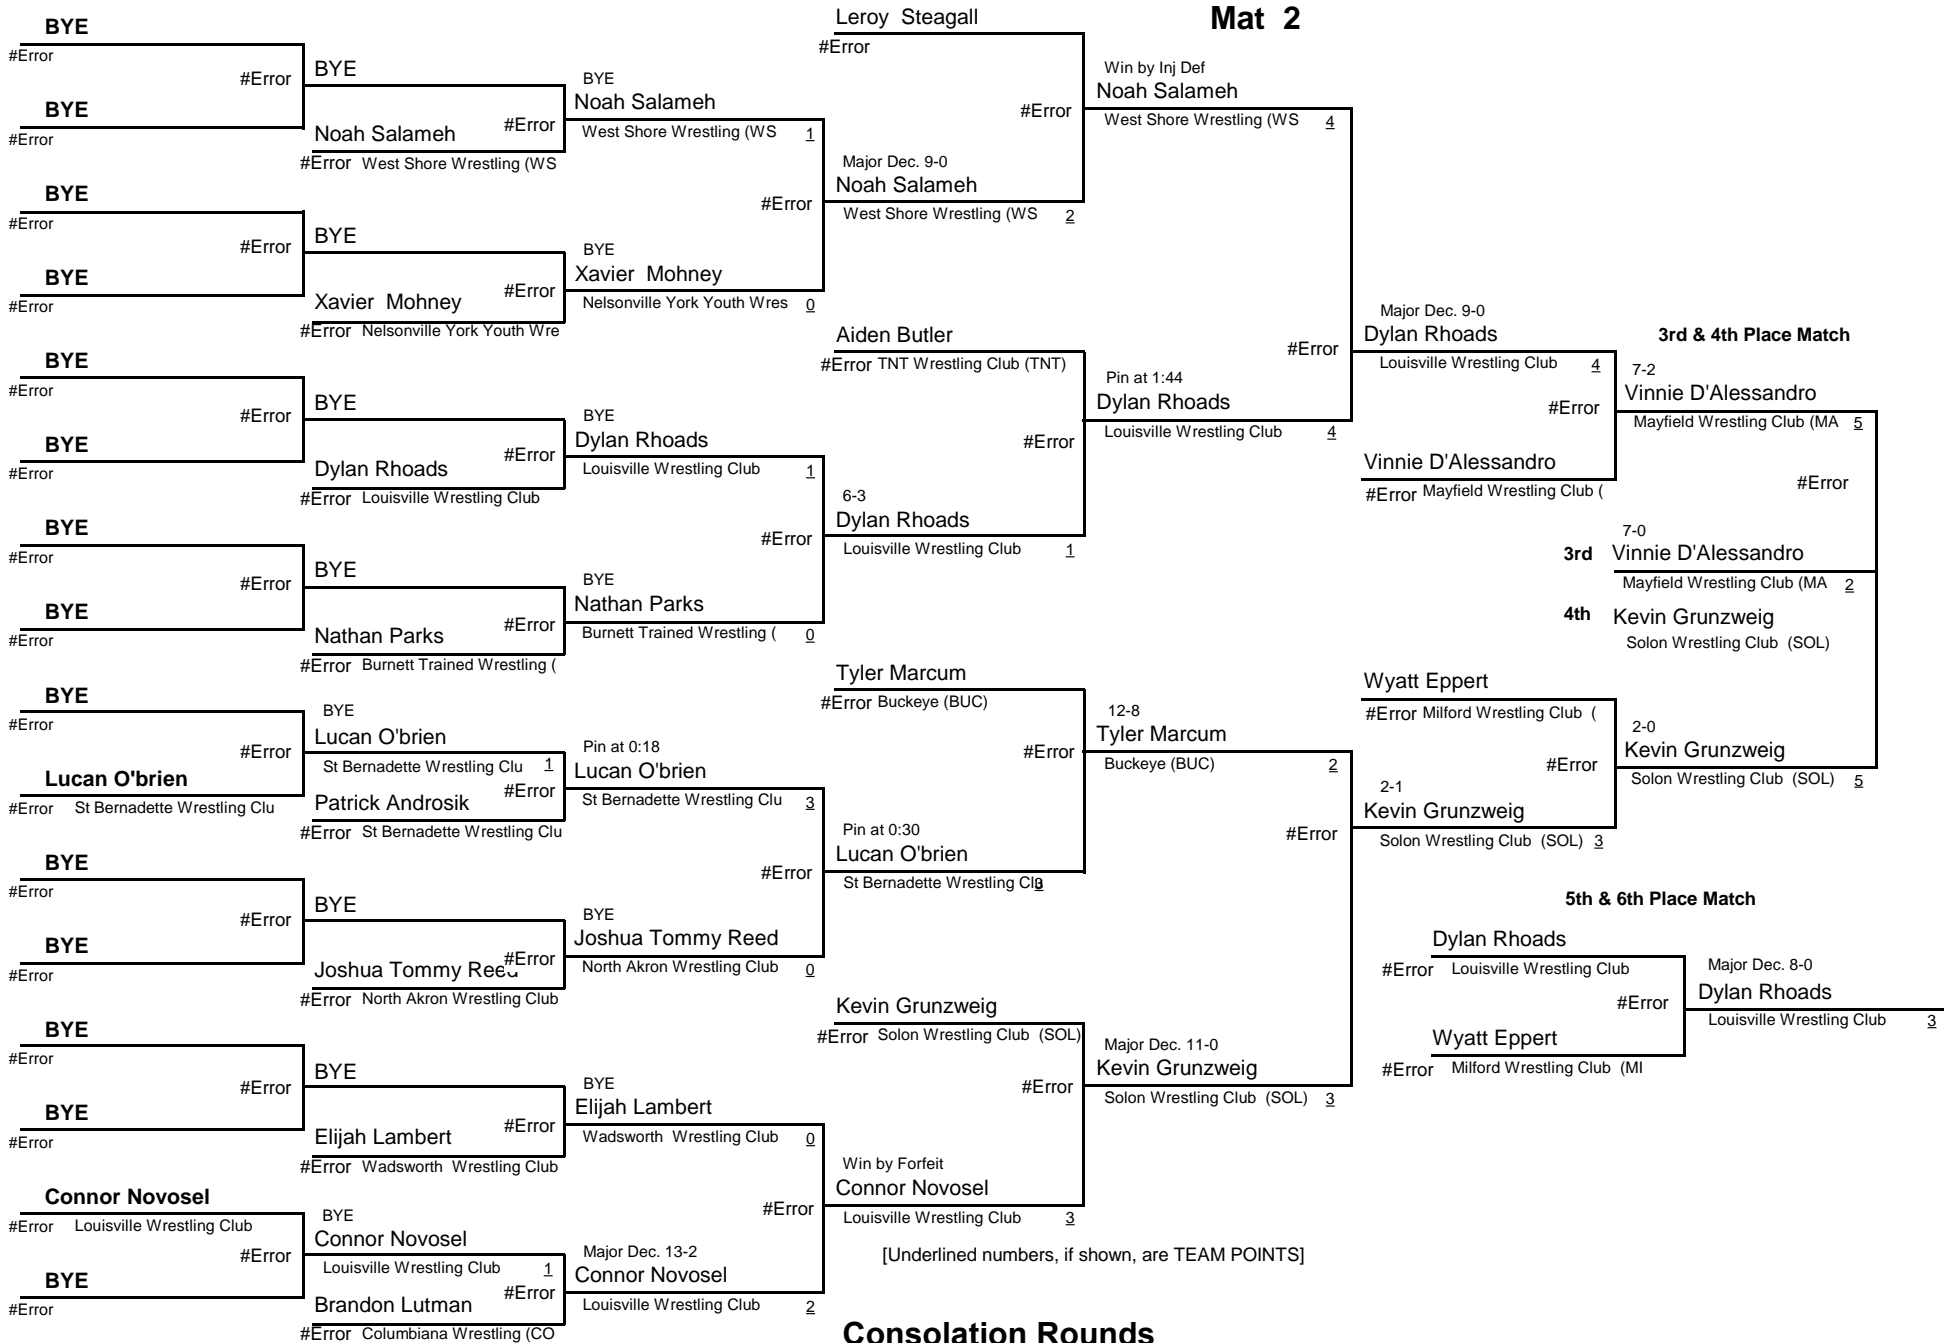 Mat 2
BYE
#Error
#Error
BYE
#Error
BYE
#Error
#Error
BYE
#Error
BYE
#Error
#Error
BYE
#Error
BYE
#Error
#Error
BYE
#Error
BYE
#Error
#Error
Lucan O'brien
#Error St Bernadette Wrestling Clu
BYE
#Error
#Error
BYE
#Error
BYE
#Error
#Error
BYE
#Error
Connor Novosel
#Error Louisville Wrestling Club
#Error
BYE
#Error
BYE
Noah Salameh #Error
#Error West Shore Wrestling (WS
BYE
Xavier Mohney #Error
#Error Nelsonville York Youth Wre
BYE
Dylan Rhoads #Error
#Error Louisville Wrestling Club
BYE
Nathan Parks #Error
#Error Burnett Trained Wrestling (
BYE
Lucan O'brien
St Bernadette Wrestling Clu 1
Patrick Androsik #Error
#Error St Bernadette Wrestling Clu
BYE
Joshua Tommy Reed #Error
#Error North Akron Wrestling Club
BYE
Elijah Lambert #Error
#Error Wadsworth Wrestling Club
BYE
Connor Novosel
Louisville Wrestling Club 1
Brandon Lutman #Error
#Error Columbiana Wrestling (CO
BYE
Noah Salameh
West Shore Wrestling (WS 1
#Error
BYE
Xavier Mohney
Nelsonville York Youth Wres 0
BYE
Dylan Rhoads
Louisville Wrestling Club 1
#Error
BYE
Nathan Parks
Burnett Trained Wrestling ( 0
Pin at 0:18
Lucan O'brien
St Bernadette Wrestling Clu 3
#Error
BYE
Joshua Tommy Reed
North Akron Wrestling Club 0
BYE
Elijah Lambert
Wadsworth Wrestling Club 0
#Error
Major Dec. 13-2
Connor Novosel
Louisville Wrestling Club 2
Leroy Steagall
#Error
#Error
Major Dec. 9-0
Noah Salameh
West Shore Wrestling (WS 2
Aiden Butler
#Error TNT Wrestling Club (TNT)
#Error
6-3
Dylan Rhoads
Louisville Wrestling Club 1
Tyler Marcum
#Error Buckeye (BUC)
#Error
Pin at 0:30
Lucan O'brien
St Bernadette Wrestling
Kevin Grunzweig
#Error Solon Wrestling Club (SOL)
#Error
Win by Forfeit
Connor Novosel
Louisville Wrestling Club 3
Win by Inj Def
Noah Salameh
West Shore Wrestling (WS 4
#Error
Pin at 1:44
Dylan Rhoads
Louisville Wrestling Club 4
12-8
Tyler Marcum
Buckeye (BUC) 2
#Error
Major Dec. 11-0
Kevin Grunzweig
Solon Wrestling Club (SOL) 3
Major Dec. 9-0
Dylan Rhoads
Louisville Wrestling Club 4
#Error
Vinnie D'Alessandro
#Error Mayfield Wrestling Club (
Wyatt Eppert
#Error Milford Wrestling Club (
#Error
2-1
Kevin Grunzweig
Solon Wrestling Club (SOL) 3
3rd & 4th Place Match
7-2
Vinnie D'Alessandro
Mayfield Wrestling Club (MA 5
#Error
7-0
3rd Vinnie D'Alessandro
Mayfield Wrestling Club (MA 2
4th Kevin Grunzweig
Solon Wrestling Club (SOL)
2-0
Kevin Grunzweig
Solon Wrestling Club (SOL) 5
5th & 6th Place Match
Dylan Rhoads
#Error Louisville Wrestling Club
#Error
Wyatt Eppert
#Error Milford Wrestling Club (MI
Major Dec. 8-0
Dylan Rhoads
Louisville Wrestling Club 3
[Underlined numbers, if shown, are TEAM POINTS]
Consolation Rounds